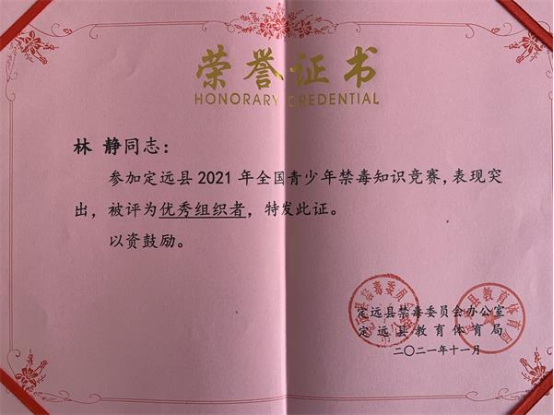 荣誉证书
HONORARY CREDENTIAL
林 静同志：
参加定远县2021年全国青少年禁毒知识竞赛,表现突
出，被评为优秀组织者，特发此证。
以资鼓励。
定远县禁毒委员会办公室
定远县教育体育局
二〇二一年十一月